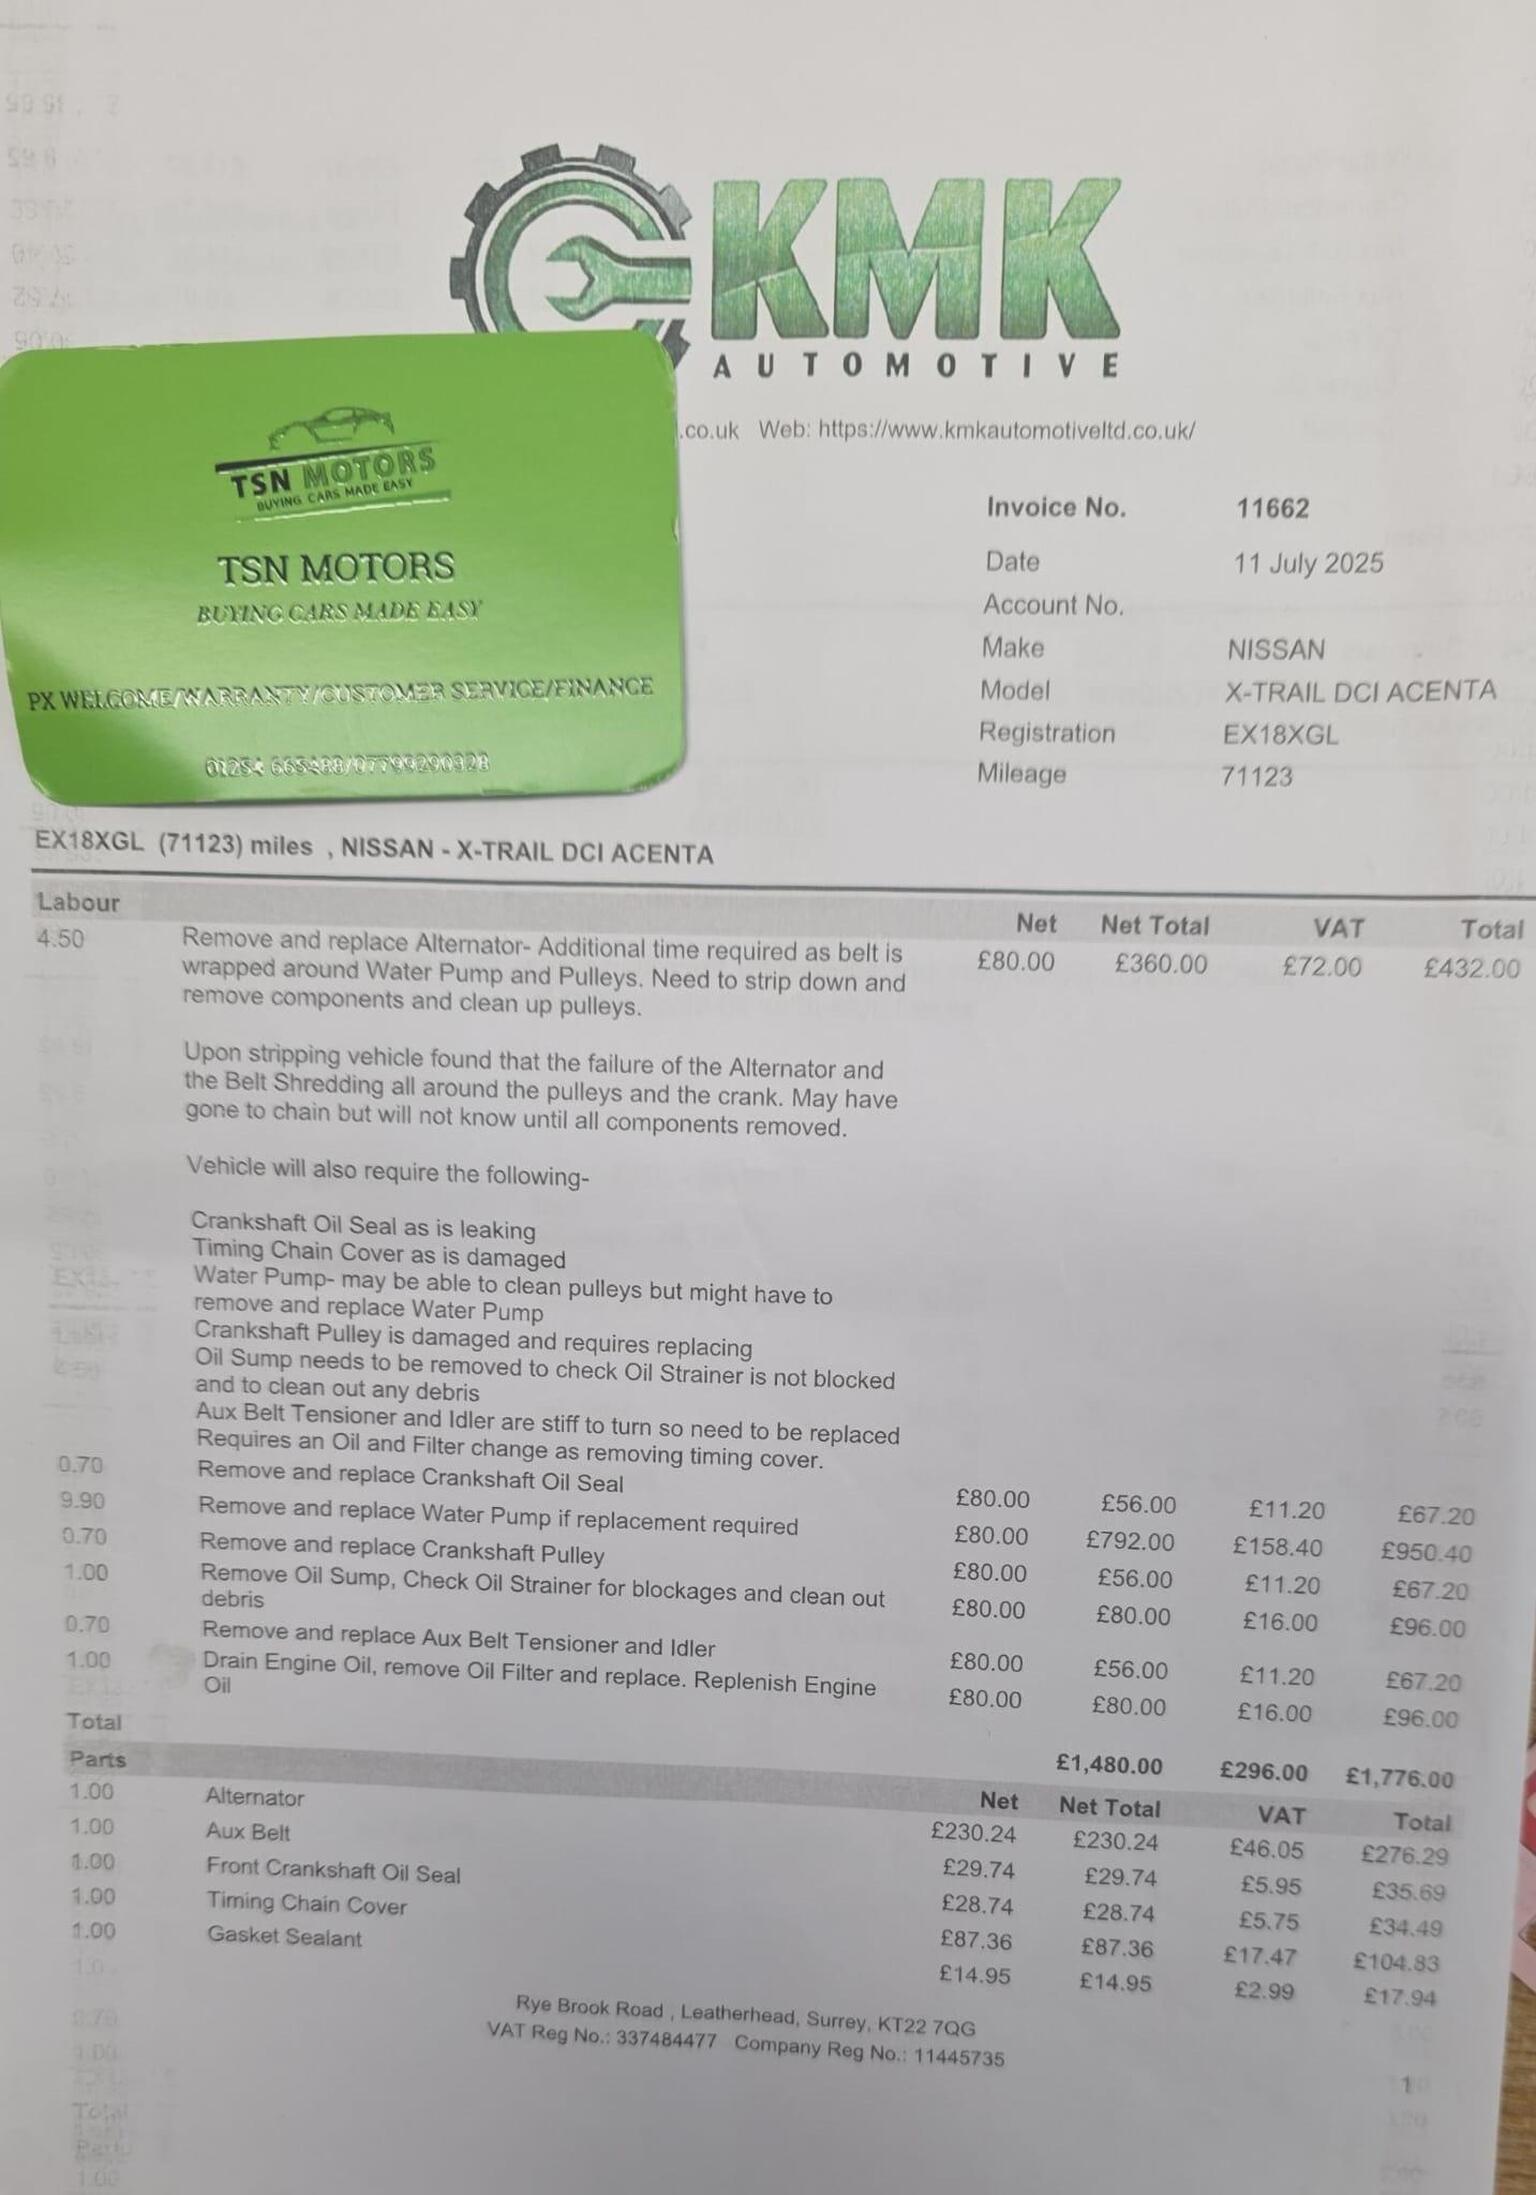 KMK
AUTOMOTIVE
.co.uk Web: https://www.kmkautomotiveltd.co.uk/
TSN MOTORS
BUYING CARS MADE EASY
TSN MOTORS
BUYING CARS MADE EASY
PX WELCOME/WARRANTY/CUSTOMER SERVICE/FINANCE
01254 665488/07799290928
Invoice No. 11662
Date 11 July 2025
Account No.
Make NISSAN
Model X-TRAIL DCI ACENTA
Registration EX18XGL
Mileage 71123
EX18XGL (71123) miles , NISSAN - X-TRAIL DCI ACENTA
Labour Net Net Total VAT Total
4.50 Remove and replace Alternator- Additional time required as belt is £80.00 £360.00 £72.00 £432.00
wrapped around Water Pump and Pulleys. Need to strip down and
remove components and clean up pulleys.
Upon stripping vehicle found that the failure of the Alternator and
the Belt Shredding all around the pulleys and the crank. May have
gone to chain but will not know until all components removed.
Vehicle will also require the following-
Crankshaft Oil Seal as is leaking
Timing Chain Cover as is damaged
Water Pump- may be able to clean pulleys but might have to
remove and replace Water Pump
Crankshaft Pulley is damaged and requires replacing
Oil Sump needs to be removed to check Oil Strainer is not blocked
and to clean out any debris
Aux Belt Tensioner and Idler are stiff to turn so need to be replaced
Requires an Oil and Filter change as removing timing cover.
0.70 Remove and replace Crankshaft Oil Seal £80.00 £56.00 £11.20 £67.20
9.90 Remove and replace Water Pump if replacement required £80.00 £792.00 £158.40 £950.40
0.70 Remove and replace Crankshaft Pulley £80.00 £56.00 £11.20 £67.20
1.00 Remove Oil Sump, Check Oil Strainer for blockages and clean out £80.00 £80.00 £16.00 £96.00
debris
0.70 Remove and replace Aux Belt Tensioner and Idler £80.00 £56.00 £11.20 £67.20
1.00 Drain Engine Oil, remove Oil Filter and replace. Replenish Engine £80.00 £80.00 £16.00 £96.00
Oil
Total £1,480.00 £296.00 £1,776.00
Parts Net Net Total VAT Total
1.00 Alternator £230.24 £230.24 £46.05 £276.29
1.00 Aux Belt £29.74 £29.74 £5.95 £35.69
1.00 Front Crankshaft Oil Seal £28.74 £28.74 £5.75 £34.49
1.00 Timing Chain Cover £87.36 £87.36 £17.47 £104.83
1.00 Gasket Sealant £14.95 £14.95 £2.99 £17.94
Rye Brook Road , Leatherhead, Surrey, KT22 7QG
VAT Reg No.: 337484477 Company Reg No.: 11445735
1